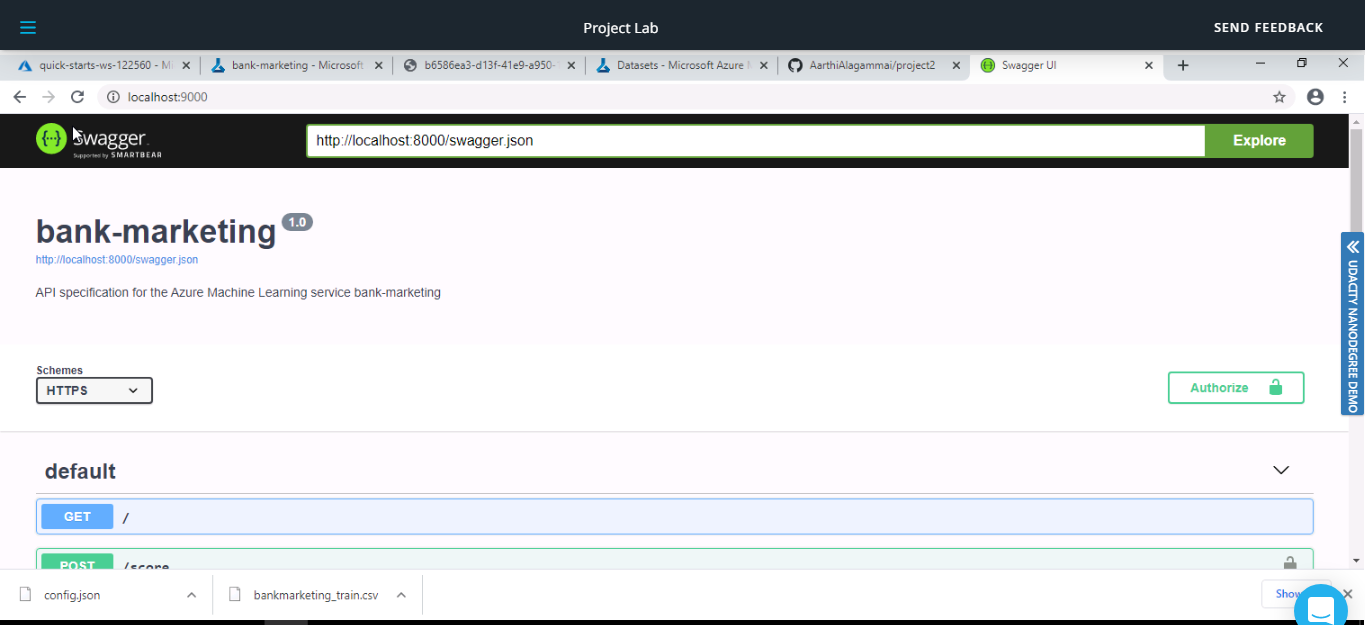 Project Lab
SEND FEEDBACK
quick-starts-ws-122560 - Mi
bank-marketing - Microsoft
b6586ea3-d13f-41e9-a950-
Datasets - Microsoft Azure M
AarthiAlagammai/project2
Swagger UI
localhost:9000
{···} Swagger
Supported by SMARTBEAR
http://localhost:8000/swagger.json
Explore
bank-marketing 1.0
http://localhost:8000/swagger.json
API specification for the Azure Machine Learning service bank-marketing
UDACITY NANODEGREE DEMO
Schemes
HTTPS
Authorize
default
GET /
POST /score
config.json
bankmarketing_train.csv
Show